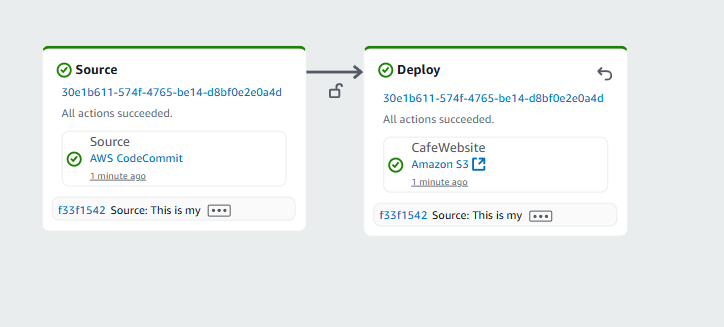 Source
30e1b611-574f-4765-be14-d8bf0e2e0a4d
All actions succeeded.
Source
AWS CodeCommit
1 minute ago
f33f1542 Source: This is my
Deploy
30e1b611-574f-4765-be14-d8bf0e2e0a4d
All actions succeeded.
CafeWebsite
Amazon S3
1 minute ago
f33f1542 Source: This is my